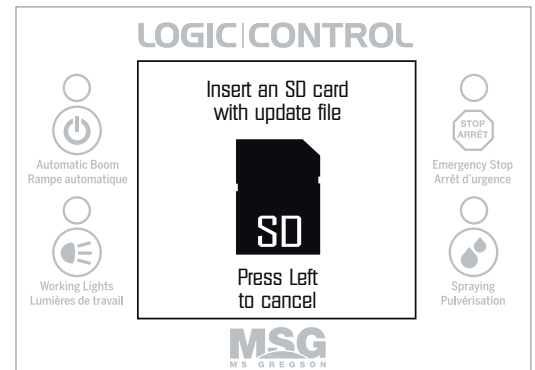 LOGIC|CONTROL
Insert an SD card
with update file
SD
Press Left
to cancel
Automatic Boom
Rampe automatique
Working Lights
Lumières de travail
STOP
ARRÊT
Emergency Stop
Arrêt d'urgence
Spraying
Pulvérisation
MSG
MS GREGSON